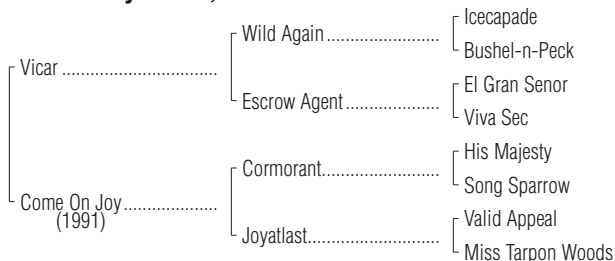 Icecapade
Wild Again
Bushel-n-Peck
Vicar
El Gran Senor
Escrow Agent
Viva Sec
His Majesty
Cormorant
Song Sparrow
Come On Joy
(1991)
Valid Appeal
Joyatlast
Miss Tarpon Woods